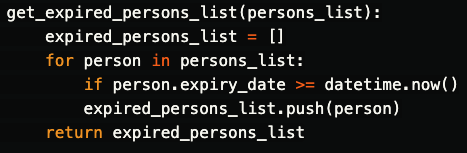 get_expired_persons_list(persons_list):
    expired_persons_list = []
    for person in persons_list:
        if person.expiry_date >= datetime.now()
        expired_persons_list.push(person)
    return expired_persons_list